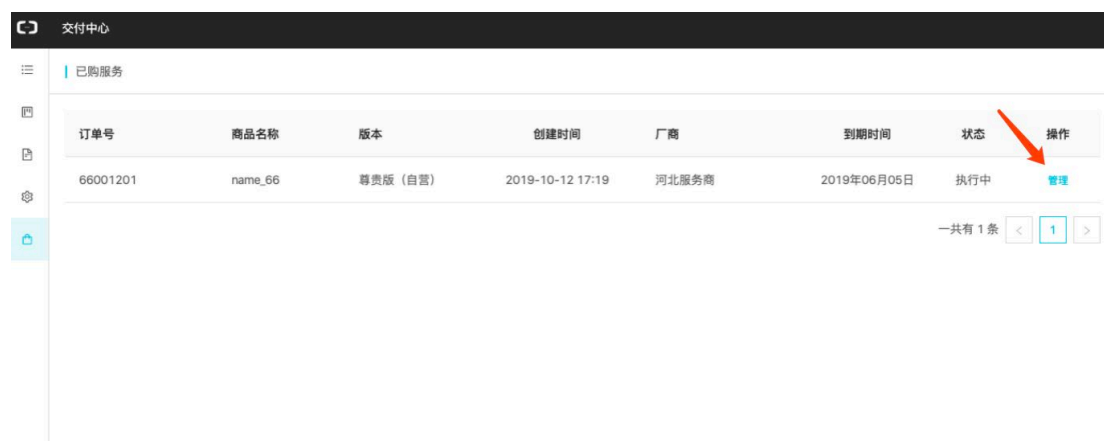 交付中心
已购服务
订单号 商品名称 版本 创建时间 厂商 到期时间 状态 操作
66001201 name_66 尊贵版（自营） 2019-10-12 17:19 河北服务商 2019年06月05日 执行中 管理
一共有 1 条 < 1 >